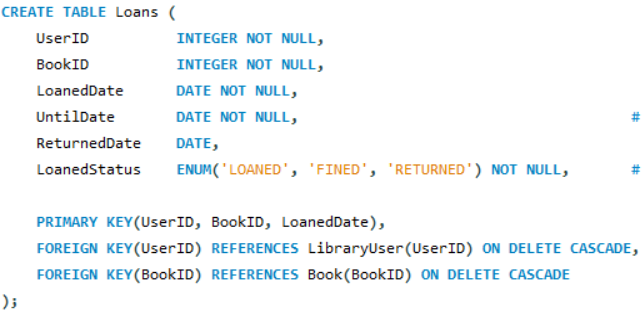 CREATE TABLE Loans (
UserID INTEGER NOT NULL,
BookID INTEGER NOT NULL,
LoanedDate DATE NOT NULL,
UntilDate DATE NOT NULL, #
ReturnedDate DATE,
LoanedStatus ENUM('LOANED', 'FINED', 'RETURNED') NOT NULL, #
PRIMARY KEY(UserID, BookID, LoanedDate),
FOREIGN KEY(UserID) REFERENCES LibraryUser(UserID) ON DELETE CASCADE,
FOREIGN KEY(BookID) REFERENCES Book(BookID) ON DELETE CASCADE
);